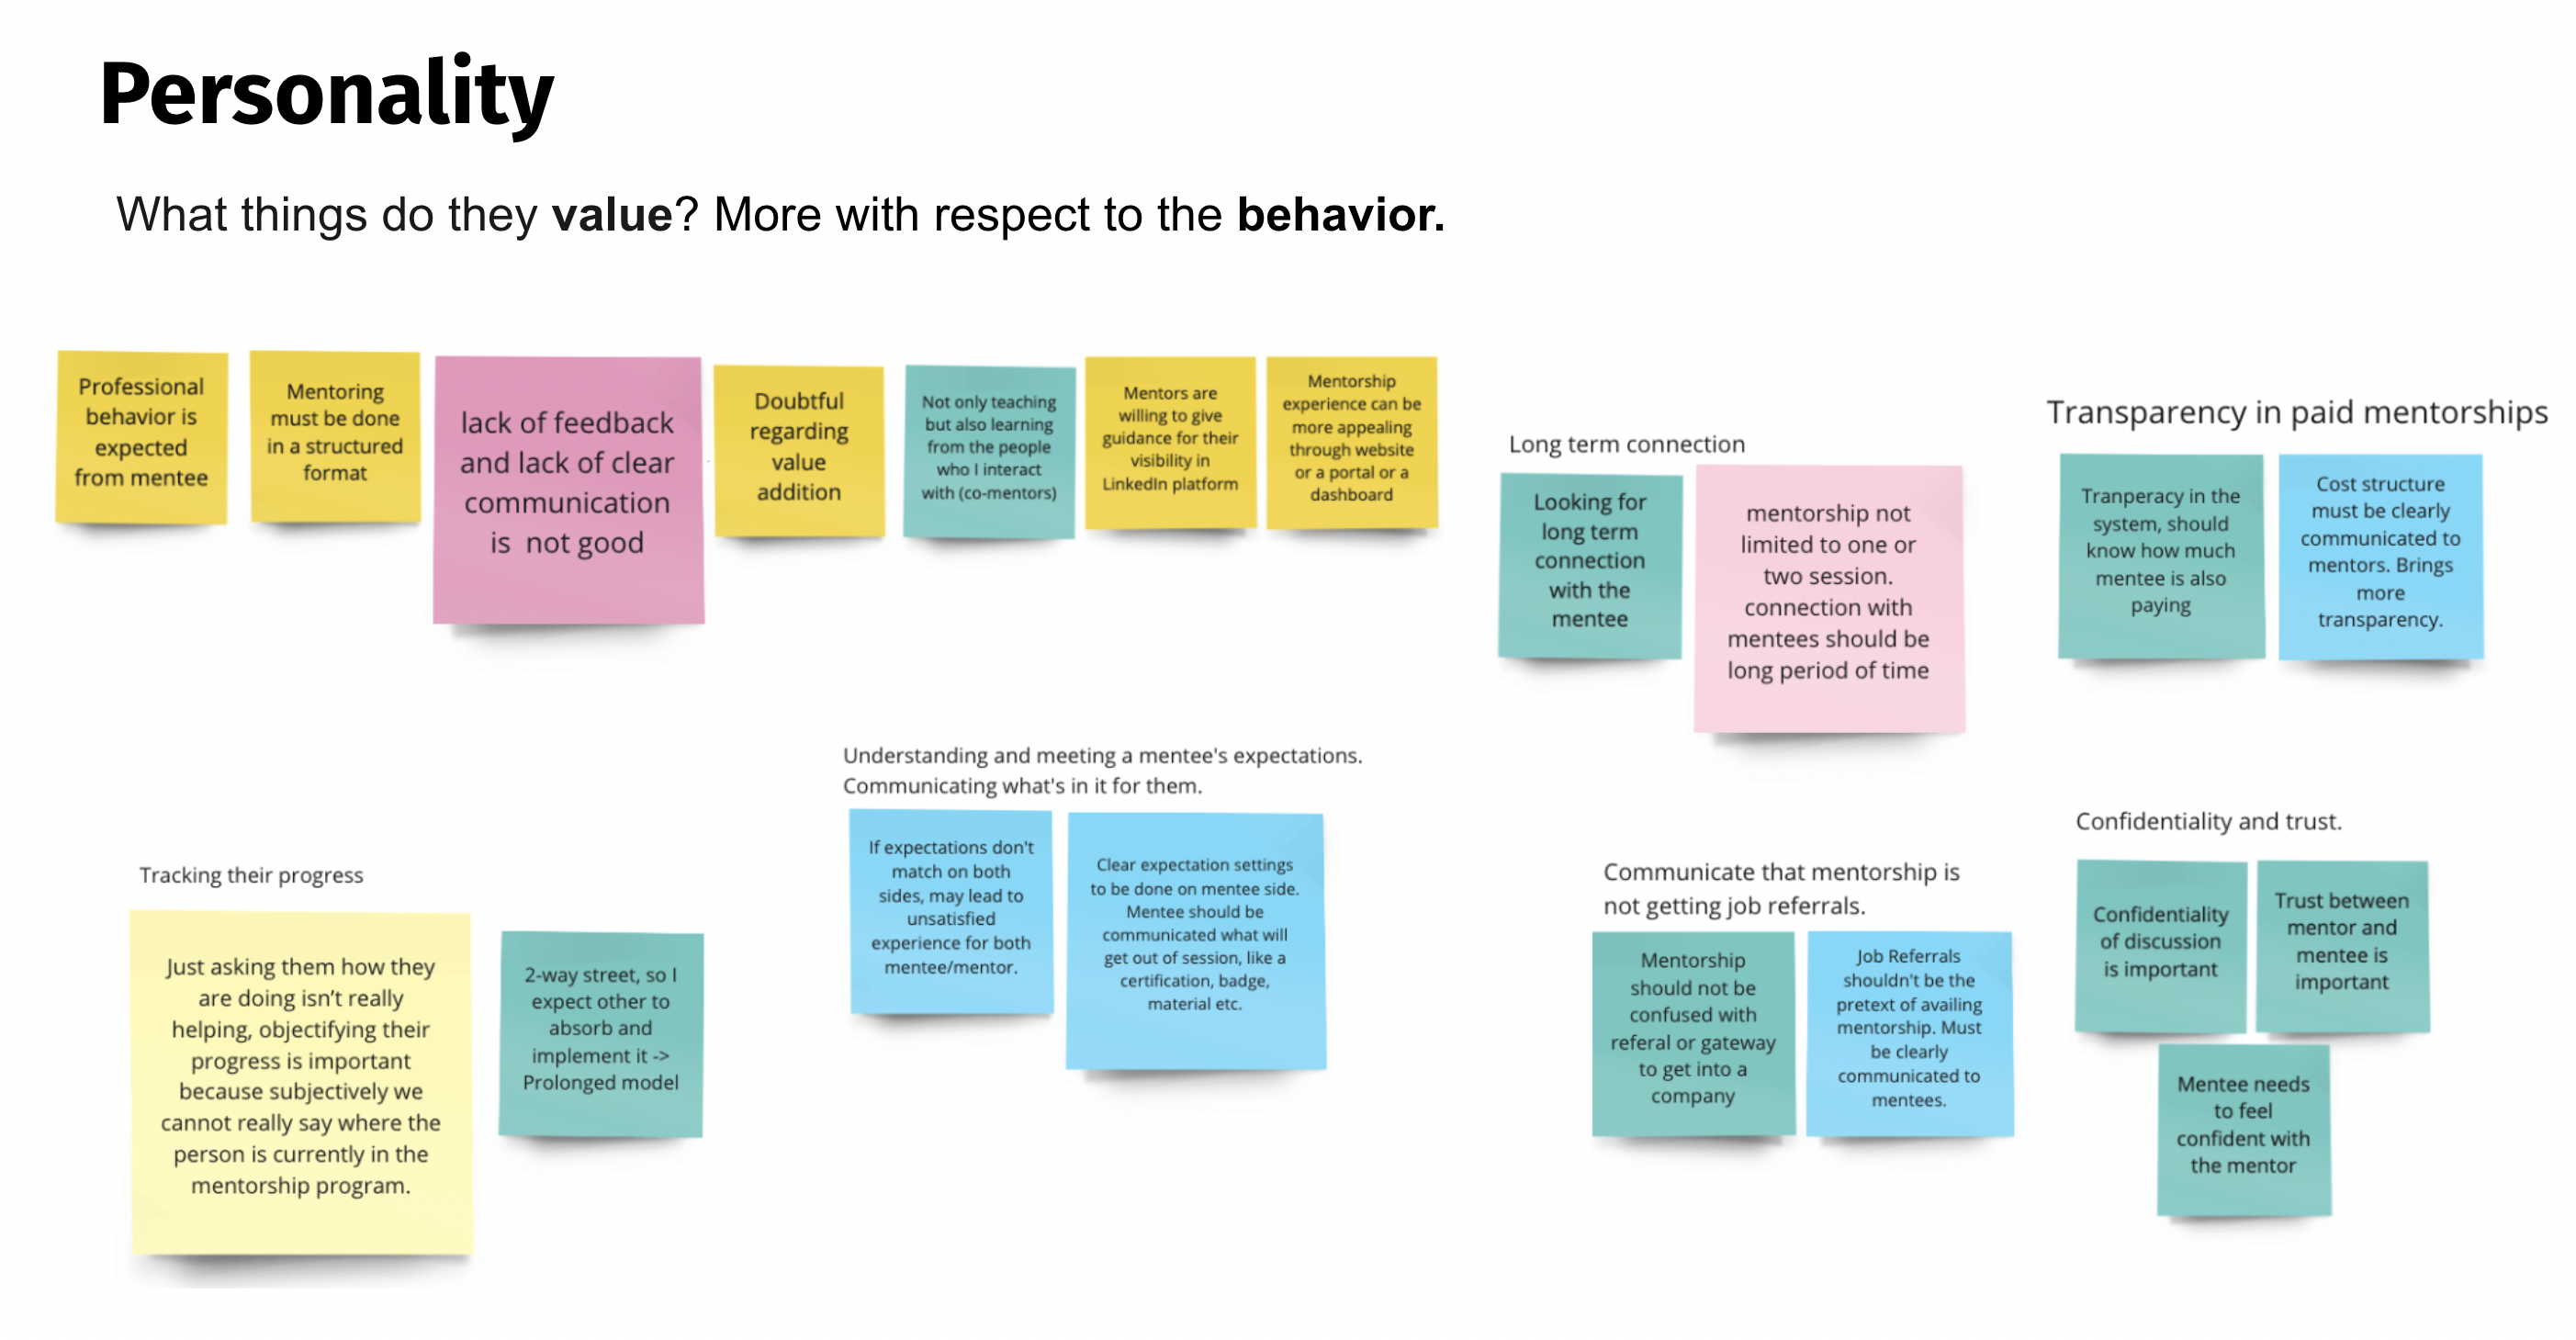 Personality
What things do they value? More with respect to the behavior.
Professional
behavior is
expected
from mentee
Mentoring
must be done
in a structured
format
lack of feedback
and lack of clear
communication
is not good
Doubtful
regarding
value
addition
Not only teaching
but also learning
from the people
who I interact
with (co-mentors)
Mentors are
willing to give
guidance for their
visibility in
LinkedIn platform
Mentorship
experience can be
more appealing
through website
or a portal or a
dashboard
Long term connection
Looking for
long term
connection
with the
mentee
mentorship not
limited to one or
two session.
connection with
mentees should be
long period of time
Transparency in paid mentorships
Tranperacy in the
system, should
know how much
mentee is also
paying
Cost structure
must be clearly
communicated to
mentors. Brings
more
transparency.
Tracking their progress
Just asking them how they
are doing isn't really
helping, objectifying their
progress is important
because subjectively we
cannot really say where the
person is currently in the
mentorship program.
2-way street, so I
expect other to
absorb and
implement it ->
Prolonged model
Understanding and meeting a mentee's expectations.
Communicating what's in it for them.
If expectations don't
match on both
sides, may lead to
unsatisfied
experience for both
mentee/mentor.
Clear expectation settings
to be done on mentee side.
Mentee should be
communicated what will
get out of session, like a
certification, badge,
material etc.
Communicate that mentorship is
not getting job referrals.
Mentorship
should not be
confused with
referal or gateway
to get into a
company
Job Referrals
shouldn't be the
pretext of availing
mentorship. Must
be clearly
communicated to
mentees.
Confidentiality and trust.
Confidentiality
of discussion
is important
Trust between
mentor and
mentee is
important
Mentee needs
to feel
confident with
the mentor